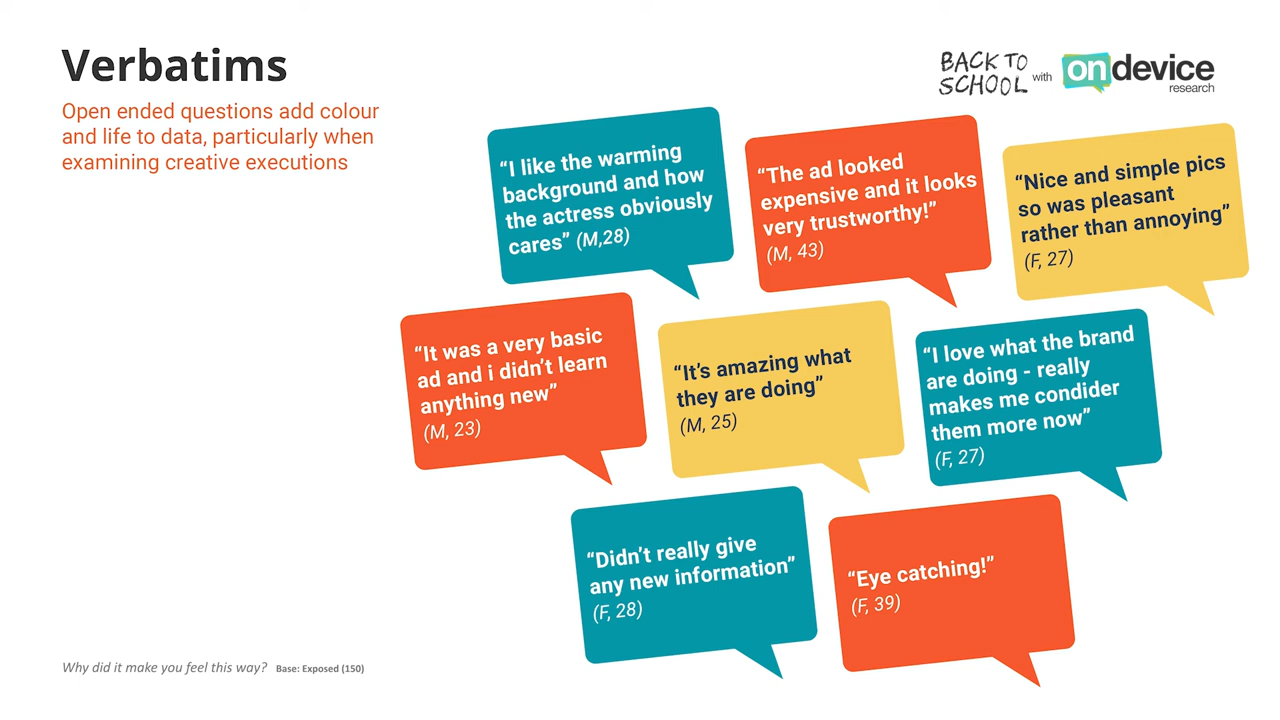 Verbatims
Open ended questions add colour
and life to data, particularly when
examining creative executions
BACK TO
SCHOOL with
ondevice
research
“I like the warming
background and how
the actress obviously
cares” (M,28)
“The ad looked
expensive and it looks
very trustworthy!”
(M, 43)
“Nice and simple pics
so was pleasant
rather than annoying”
(F, 27)
“It was a very basic
ad and i didn’t learn
anything new”
(M, 23)
“It’s amazing what
they are doing”
(M, 25)
“I love what the brand
are doing - really
makes me condider
them more now”
(F, 27)
“Didn’t really give
any new information”
(F, 28)
“Eye catching!”
(F, 39)
Why did it make you feel this way? Base: Exposed (150)